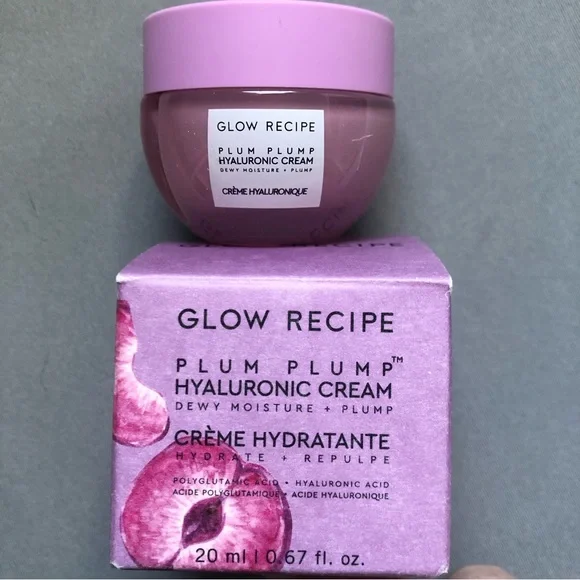 GLOW RECIPE
PLUM PLUMP
HYALURONIC CREAM
DEWY MOISTURE + PLUMP
CRÈME HYALURONIQUE
RECIPE
GLOW RECIPE
PLUM PLUMP™
HYALURONIC CREAM
DEWY MOISTURE + PLUMP
CRÈME HYDRATANTE
HYDRATE + REPULPE
POLYGLUTAMIC ACID • HYALURONIC ACID
ACIDE POLYGLUTAMIQUE • ACIDE HYALURONIQUE
20 ml | 0.67 fl. oz.